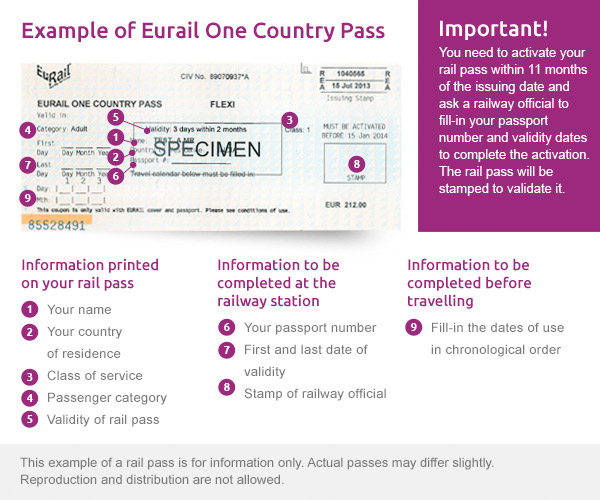 Example of Eurail One Country Pass
Important!
You need to activate your
rail pass within 11 months
of the issuing date and
ask a railway official to
fill-in your passport
number and validity dates
to complete the activation.
The rail pass will be
stamped to validate it.
EURail
CIV No. 89070937*A
R
E
A
R
A
1040565
15 Jul 2013
Issuing Stamp
EURAIL ONE COUNTRY PASS FLEXI
Valid in:
5
3
4 Category: Adult
Validity: 3 days within 2 months
Class: 1
MUST BE ACTIVATED
BEFORE 15 JAN 2014
First
1 Name:
SPECIMEN
Day Day Month Year
2
7 Last
Passport #:
Day Day Month Year
6 Travel calendar below must be filled in:
8
STAMP
1 2 3
Day
9 Mth:
EUR 212.00
This coupon is only valid with EURAIL cover and passport. Please see conditions of use.
85528491
Information printed
on your rail pass
1 Your name
2 Your country
of residence
3 Class of service
4 Passenger category
5 Validity of rail pass
Information to be
completed at the
railway station
6 Your passport number
7 First and last date of
validity
8 Stamp of railway official
Information to be
completed before
travelling
9 Fill-in the dates of use
in chronological order
This example of a rail pass is for information only. Actual passes may differ slightly.
Reproduction and distribution are not allowed.